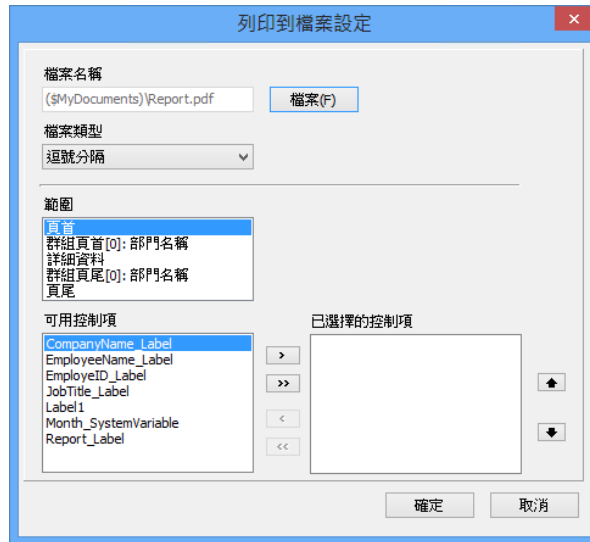 列印到檔案設定
檔案名稱
($MyDocuments)\Report.pdf
檔案(F)
檔案類型
逗號分隔
範圍
頁首
群組頁首[0]: 部門名稱
詳細資料
群組頁尾[0]: 部門名稱
頁尾
可用控制項
已選擇的控制項
CompanyName_Label
EmployeeName_Label
EmployeID_Label
JobTitle_Label
Label1
Month_SystemVariable
Report_Label
>
>>
<
<<
確定
取消